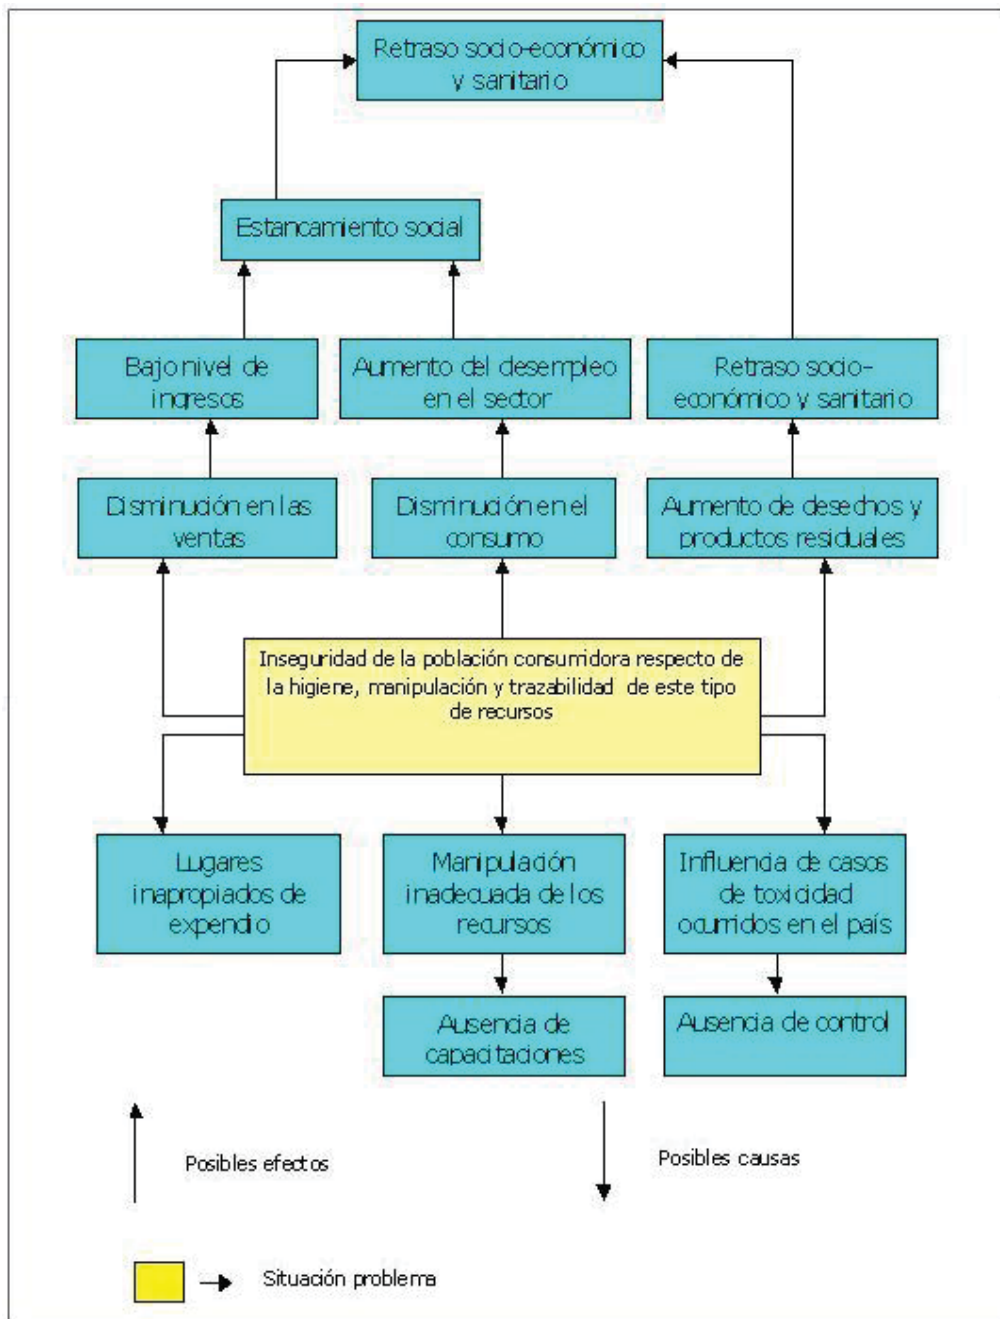 Retraso socio-económico
y sanitario
Estancamiento social
Bajo nivel de
ingresos
Aumento del desempleo
en el sector
Retraso socio-
económico y sanitario
Disminución en las
ventas
Disminución en el
consumo
Aumento de desechos y
productos residuales
Inseguridad de la población consumidora respecto de
la higiene, manipulación y trazabilidad de este tipo
de recursos
Lugares
inapropiados de
expendio
Manipulación
inadecuada de los
recursos
Influencia de casos
de toxicidad
ocurridos en el país
Ausencia de
capacitaciones
Ausencia de control
Posibles efectos
Posibles causas
Situación problema